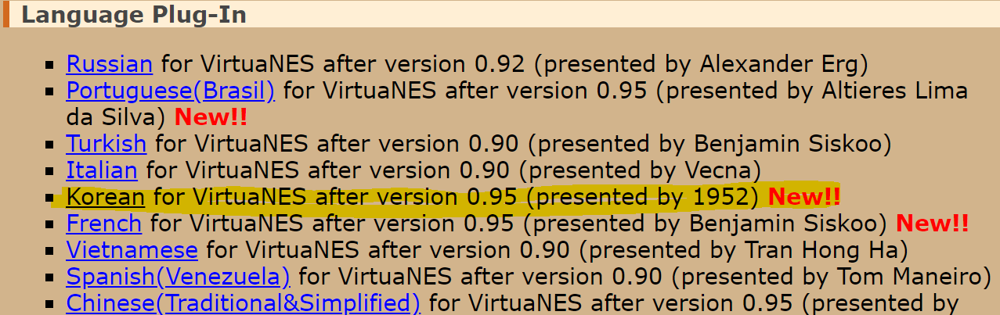 Language Plug-In
Russian for VirtuaNES after version 0.92 (presented by Alexander Erg)
Portuguese(Brasil) for VirtuaNES after version 0.95 (presented by Altieres Lima
da Silva) New!!
Turkish for VirtuaNES after version 0.90 (presented by Benjamin Siskoo)
Italian for VirtuaNES after version 0.90 (presented by Vecna)
Korean for VirtuaNES after version 0.95 (presented by 1952) New!!
French for VirtuaNES after version 0.95 (presented by Benjamin Siskoo) New!!
Vietnamese for VirtuaNES after version 0.90 (presented by Tran Hong Ha)
Spanish(Venezuela) for VirtuaNES after version 0.90 (presented by Tom Maneiro)
Chinese(Traditional&Simplified) for VirtuaNES after version 0.95 (presented by